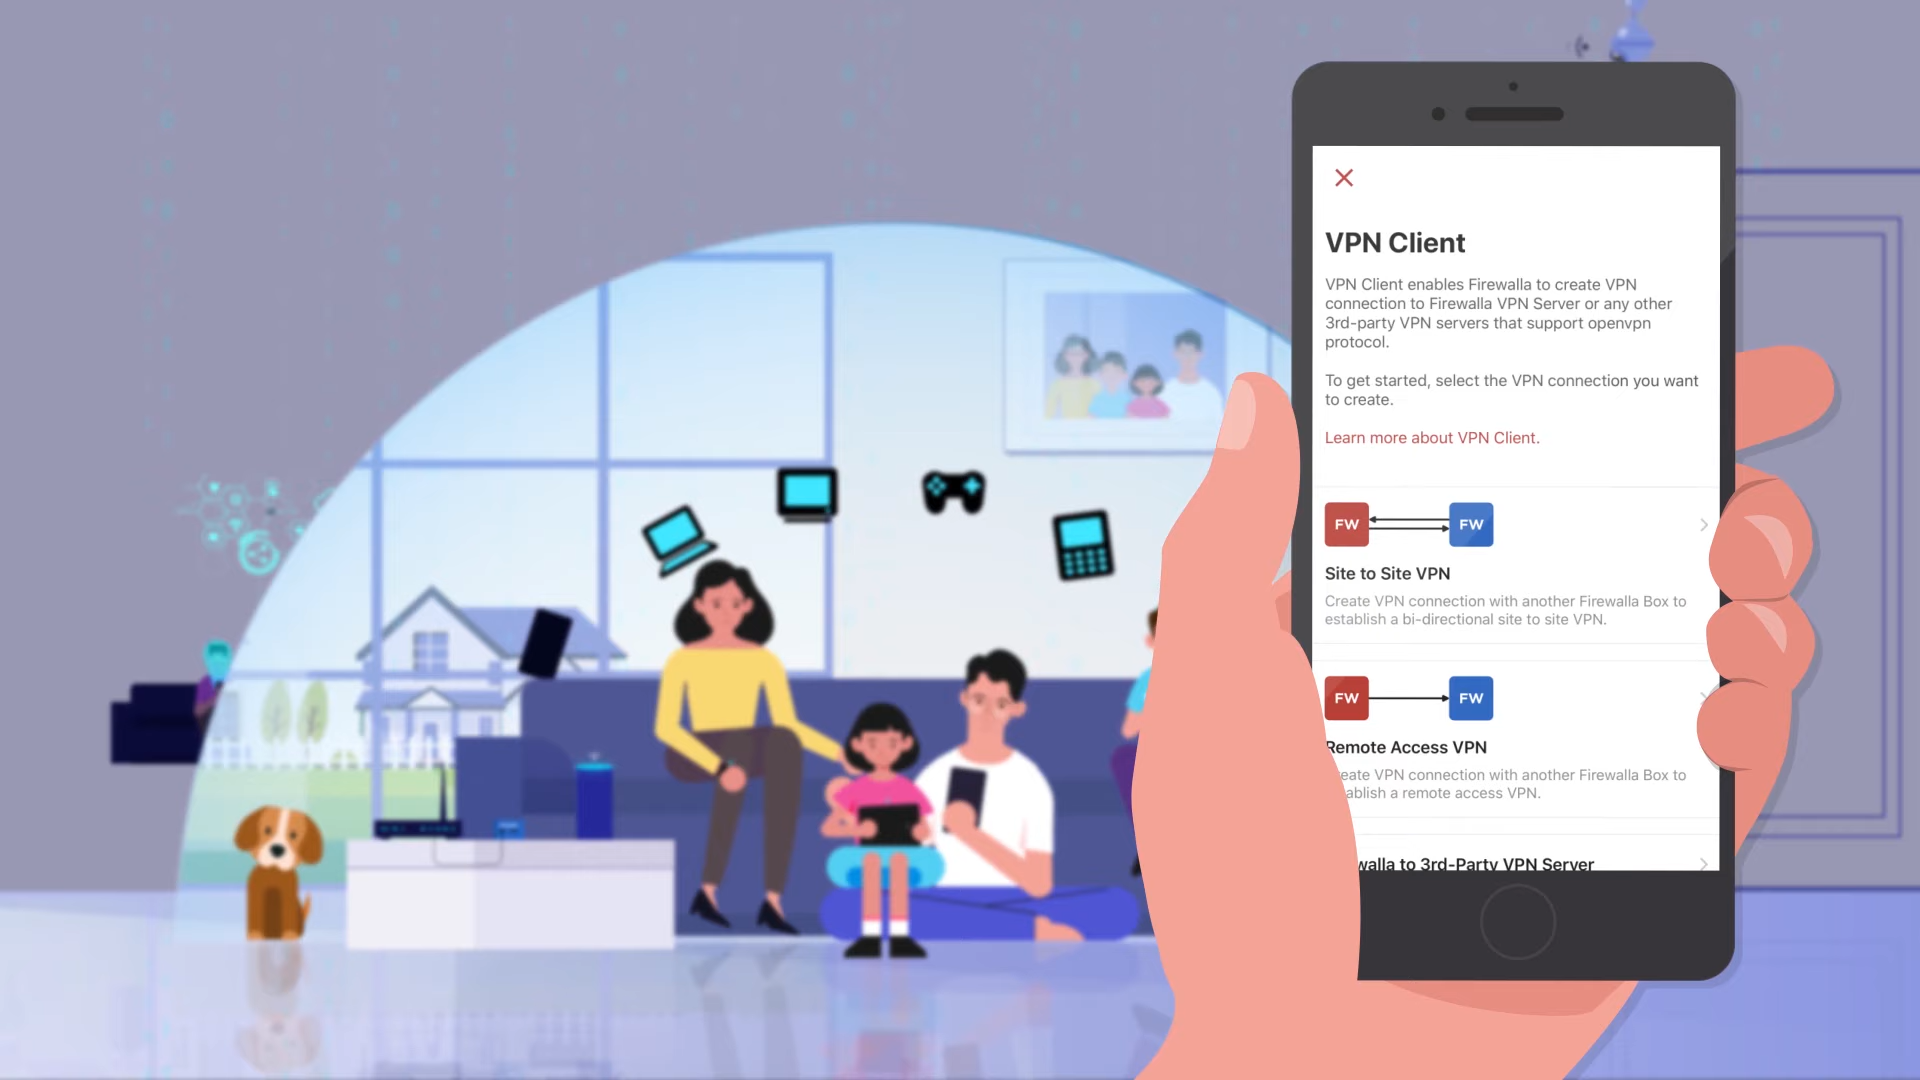 VPN Client
VPN Client enables Firewalla to create VPN
connection to Firewalla VPN Server or any other
3rd-party VPN servers that support openvpn
protocol.
To get started, select the VPN connection you want
to create.
Learn more about VPN Client.
FW FW
Site to Site VPN
Create VPN connection with another Firewalla Box to
establish a bi-directional site to site VPN.
FW FW
Remote Access VPN
eate VPN connection with another Firewalla Box to
ablish a remote access VPN.
walla to 3rd-Party VPN Server